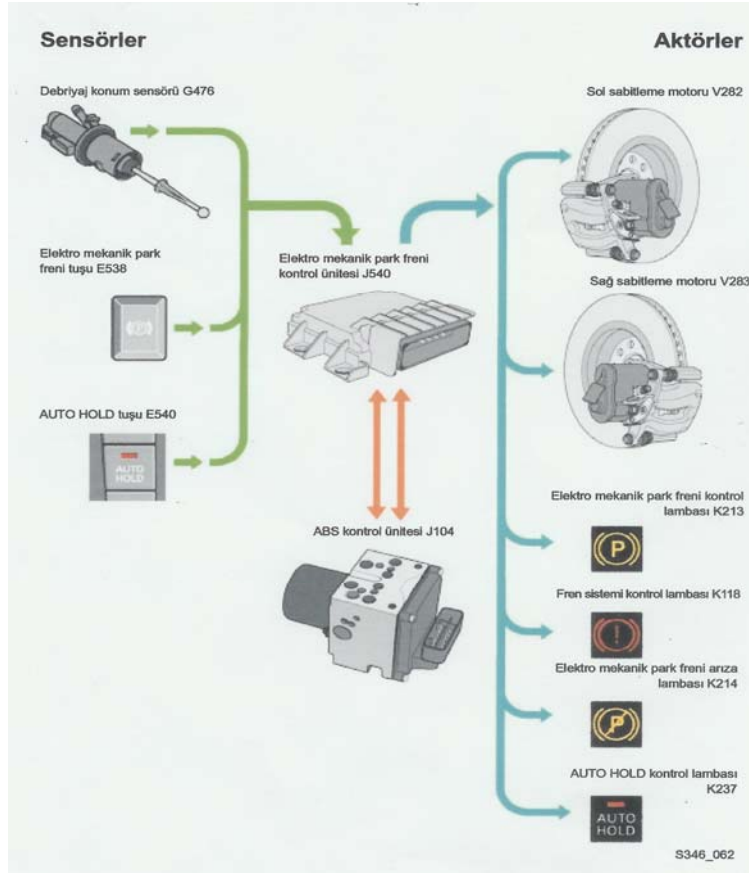 Sensörler
Aktörler
Debriyaj konum sensörü G476
Elektro mekanik park
freni tuşu E538
AUTO HOLD tuşu E540
AUTO
HOLD
Elektro mekanik park freni
kontrol ünitesi J540
ABS kontrol ünitesi J104
Sol sabitleme motoru V282
Sağ sabitleme motoru V283
Elektro mekanik park freni kontrol
lambası K213
P
Fren sistemi kontrol lambası K118
!
Elektro mekanik park freni arıza
lambası K214
P
AUTO HOLD kontrol lambası
K237
AUTO
HOLD
S346_062